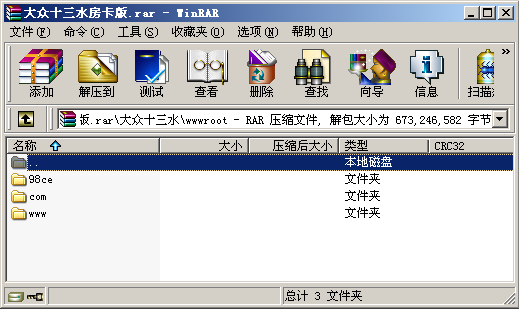 大众十三水房卡版.rar - WinRAR
文件(F) 命令(C) 工具(S) 收藏夹(O) 选项(N) 帮助(H)
添加 解压到 测试 查看 删除 查找 向导 信息 扫描
.rar\大众十三水\wwwroot - RAR 压缩文件, 解包大小为 673,246,582 字节
名称 大小 压缩后大小 类型 CRC32
.. 本地磁盘
98ce 文件夹
com 文件夹
www 文件夹
总计 3 文件夹